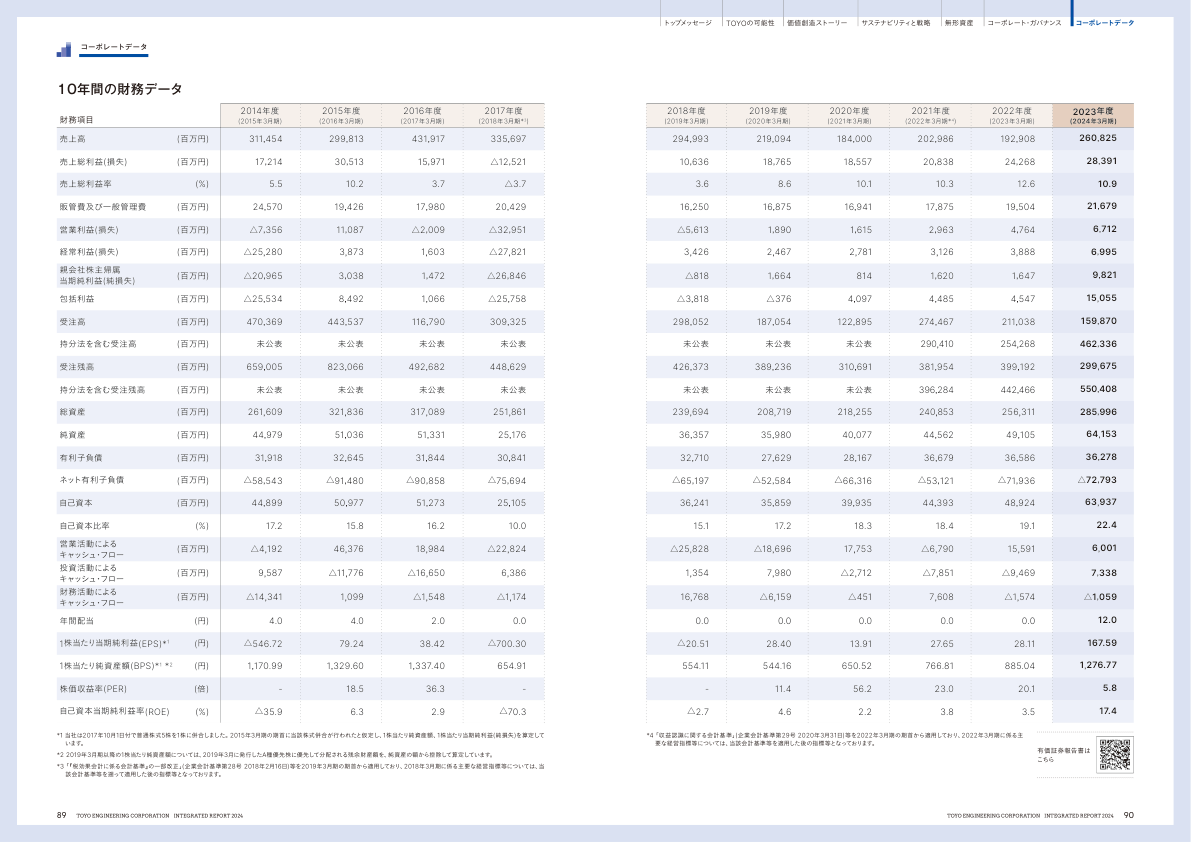 トップメッセージ TOYOの可能性 価値創造ストーリー サステナビリティと戦略 無形資産 コーポレート・ガバナンス コーポレートデータ
コーポレートデータ
10年間の財務データ
財務項目 2014年度 2015年度 2016年度 2017年度 2018年度 2019年度 2020年度 2021年度 2022年度 2023年度
(2015年3月期) (2016年3月期) (2017年3月期) (2018年3月期*³) (2019年3月期) (2020年3月期) (2021年3月期) (2022年3月期*⁴) (2023年3月期) (2024年3月期)
売上高 (百万円) 311,454 299,813 431,917 335,697 294,993 219,094 184,000 202,986 192,908 260,825
売上総利益(損失) (百万円) 17,214 30,513 15,971 △12,521 10,636 18,765 18,557 20,838 24,268 28,391
売上総利益率 (%) 5.5 10.2 3.7 △3.7 3.6 8.6 10.1 10.3 12.6 10.9
販管費及び一般管理費 (百万円) 24,570 19,426 17,980 20,429 16,250 16,875 16,941 17,875 19,504 21,679
営業利益(損失) (百万円) △7,356 11,087 △2,009 △32,951 △5,613 1,890 1,615 2,963 4,764 6,712
経常利益(損失) (百万円) △25,280 3,873 1,603 △27,821 3,426 2,467 2,781 3,126 3,888 6,995
親会社株主帰属
当期純利益(純損失) (百万円) △20,965 3,038 1,472 △26,846 △818 1,664 814 1,620 1,647 9,821
包括利益 (百万円) △25,534 8,492 1,066 △25,758 △3,818 △376 4,097 4,485 4,547 15,055
受注高 (百万円) 470,369 443,537 116,790 309,325 298,052 187,054 122,895 274,467 211,038 159,870
持分法を含む受注高 (百万円) 未公表 未公表 未公表 未公表 未公表 未公表 未公表 290,410 254,268 462,336
受注残高 (百万円) 659,005 823,066 492,682 448,629 426,373 389,236 310,691 381,954 399,192 299,675
持分法を含む受注残高 (百万円) 未公表 未公表 未公表 未公表 未公表 未公表 未公表 396,284 442,466 550,408
総資産 (百万円) 261,609 321,836 317,089 251,861 239,694 208,719 218,255 240,853 256,311 285,996
純資産 (百万円) 44,979 51,036 51,331 25,176 36,357 35,980 40,077 44,562 49,105 64,153
有利子負債 (百万円) 31,918 32,645 31,844 30,841 32,710 27,629 28,167 36,679 36,586 36,278
ネット有利子負債 (百万円) △58,543 △91,480 △90,858 △75,694 △65,197 △52,584 △66,316 △53,121 △71,936 △72,793
自己資本 (百万円) 44,899 50,977 51,273 25,105 36,241 35,859 39,935 44,393 48,924 63,937
自己資本比率 (%) 17.2 15.8 16.2 10.0 15.1 17.2 18.3 18.4 19.1 22.4
営業活動による
キャッシュ・フロー (百万円) △4,192 46,376 18,984 △22,824 △25,828 △18,696 17,753 △6,790 15,591 6,001
投資活動による
キャッシュ・フロー (百万円) 9,587 △11,776 △16,650 6,386 1,354 7,980 △2,712 △7,851 △9,469 7,338
財務活動による
キャッシュ・フロー (百万円) △14,341 1,099 △1,548 △1,174 16,768 △6,159 △451 7,608 △1,574 △1,059
年間配当 (円) 4.0 4.0 2.0 0.0 0.0 0.0 0.0 0.0 0.0 12.0
1株当たり当期純利益(EPS)*¹ (円) △546.72 79.24 38.42 △700.30 △20.51 28.40 13.91 27.65 28.11 167.59
1株当たり純資産額(BPS)*¹ *² (円) 1,170.99 1,329.60 1,337.40 654.91 554.11 544.16 650.52 766.81 885.04 1,276.77
株価収益率(PER) (倍) - 18.5 36.3 - - 11.4 56.2 23.0 20.1 5.8
自己資本当期純利益率(ROE) (%) △35.9 6.3 2.9 △70.3 △2.7 4.6 2.2 3.8 3.5 17.4
*1 当社は2017年10月1日付で普通株式5株を1株に併合しました。2015年3月期の期首に当該株式併合が行われたと仮定し、1株当たり純資産額、1株当たり当期純利益(純損失)を算定して
います。
*2 2019年3月期以降の1株当たり純資産額については、2019年3月に発行したA種優先株に優先して分配される残余財産額を、純資産の額から控除して算定しています。
*3 「「税効果会計に係る会計基準」の一部改正」(企業会計基準第28号 2018年2月16日)等を2019年3月期の期首から適用しており、2018年3月期に係る主要な経営指標等については、当
該会計基準等を遡って適用した後の指標等となっております。
*4 「収益認識に関する会計基準」(企業会計基準第29号 2020年3月31日)等を2022年3月期の期首から適用しており、2022年3月期に係る主
要な経営指標等については、当該会計基準等を適用した後の指標等となっております。
有価証券報告書は
こちら
89 TOYO ENGINEERING CORPORATION INTEGRATED REPORT 2024
TOYO ENGINEERING CORPORATION INTEGRATED REPORT 2024 90